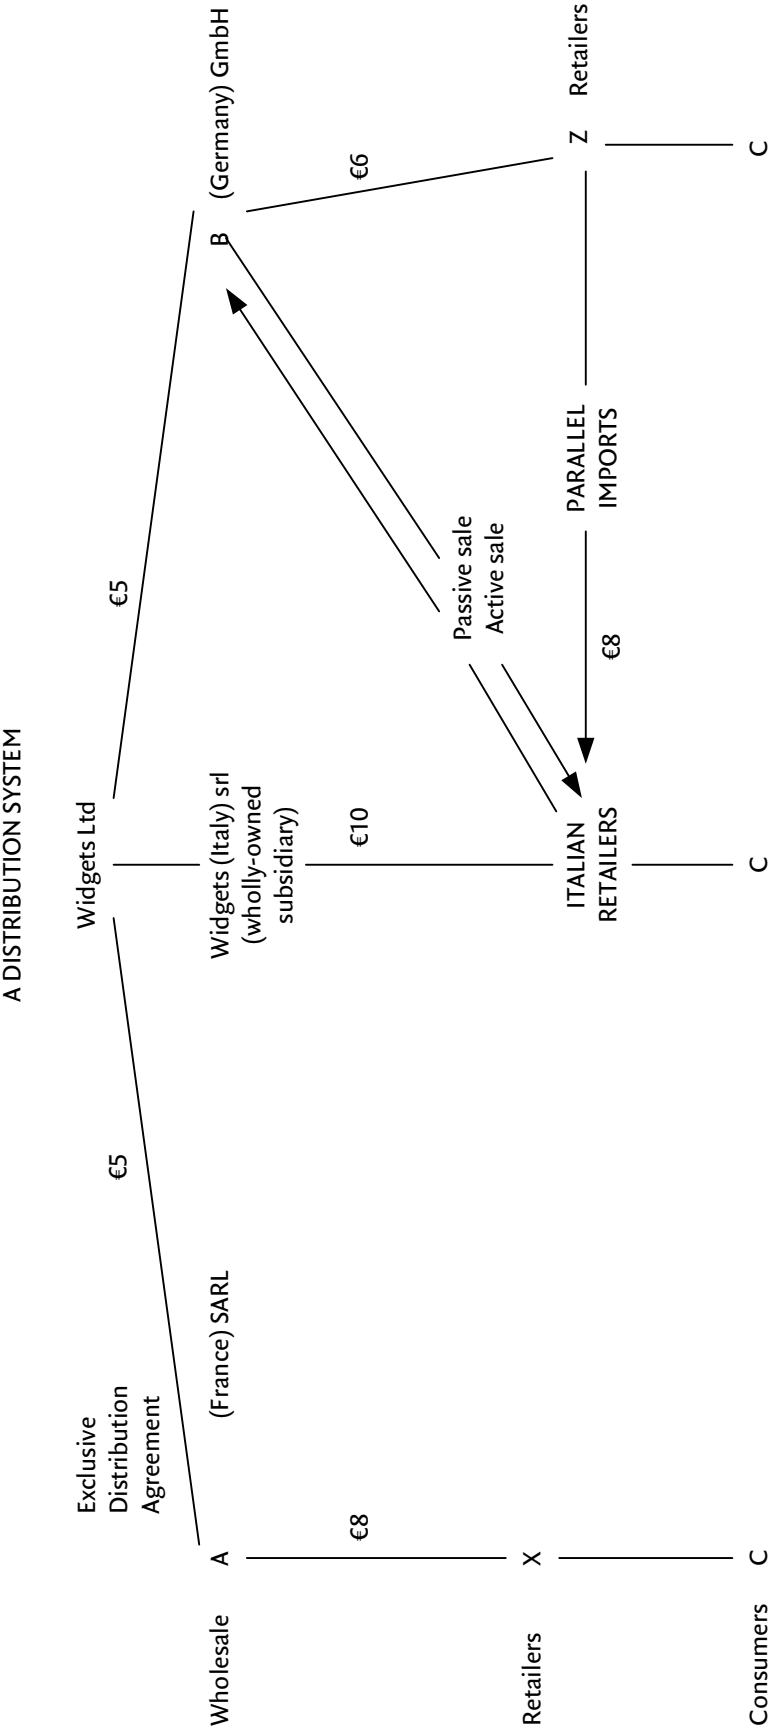 A DISTRIBUTION SYSTEM
Widgets Ltd
Exclusive
Distribution
Agreement
€5
€5
Wholesale
A
(France) SARL
Widgets (Italy) srl
(wholly-owned
subsidiary)
B
(Germany) GmbH
€8
€10
€6
Passive sale
Active sale
Retailers
X
ITALIAN
RETAILERS
€8
PARALLEL
IMPORTS
Z
Retailers
Consumers
C
C
C